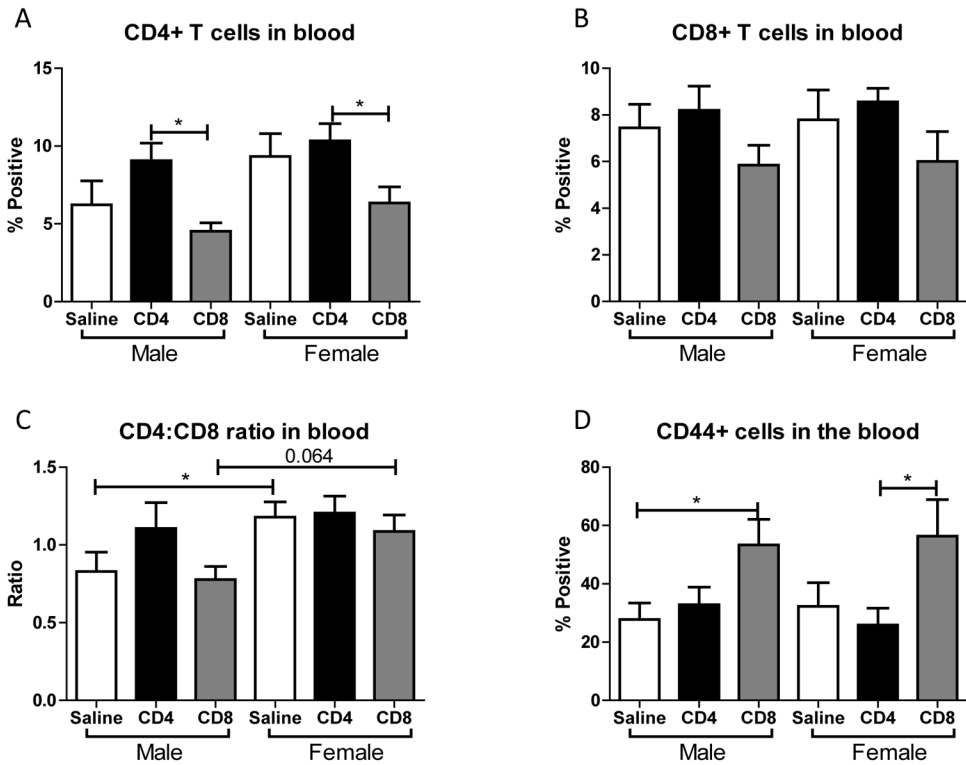 A
CD4+ T cells in blood
% Positive
15
10
5
0
*
*
Saline CD4 CD8 Saline CD4 CD8
Male Female
B
CD8+ T cells in blood
% Positive
10
8
6
4
2
0
Saline CD4 CD8 Saline CD4 CD8
Male Female
C
CD4:CD8 ratio in blood
Ratio
0.064
*
1.5
1.0
0.5
0.0
Saline CD4 CD8 Saline CD4 CD8
Male Female
D
CD44+ cells in the blood
% Positive
80
60
40
20
0
*
*
Saline CD4 CD8 Saline CD4 CD8
Male Female